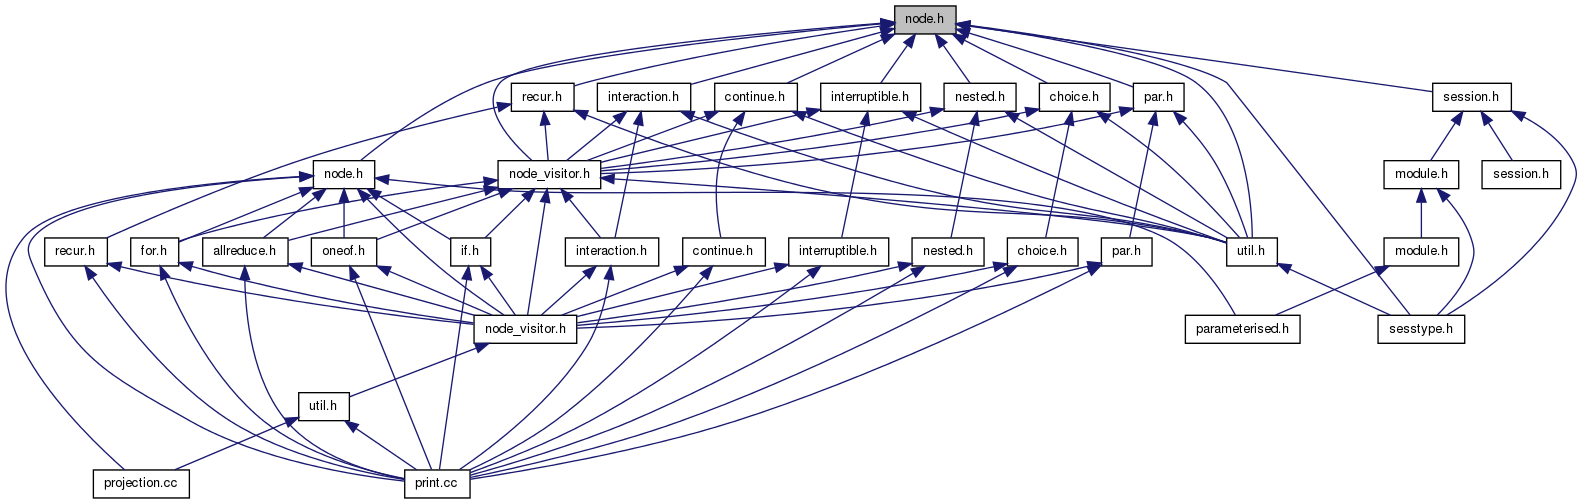 node.h
recur.h
interaction.h
continue.h
interruptible.h
nested.h
choice.h
par.h
session.h
node.h
node_visitor.h
module.h
session.h
recur.h
for.h
allreduce.h
oneof.h
if.h
interaction.h
continue.h
interruptible.h
nested.h
choice.h
par.h
util.h
module.h
node_visitor.h
parameterised.h
sesstype.h
util.h
projection.cc
print.cc